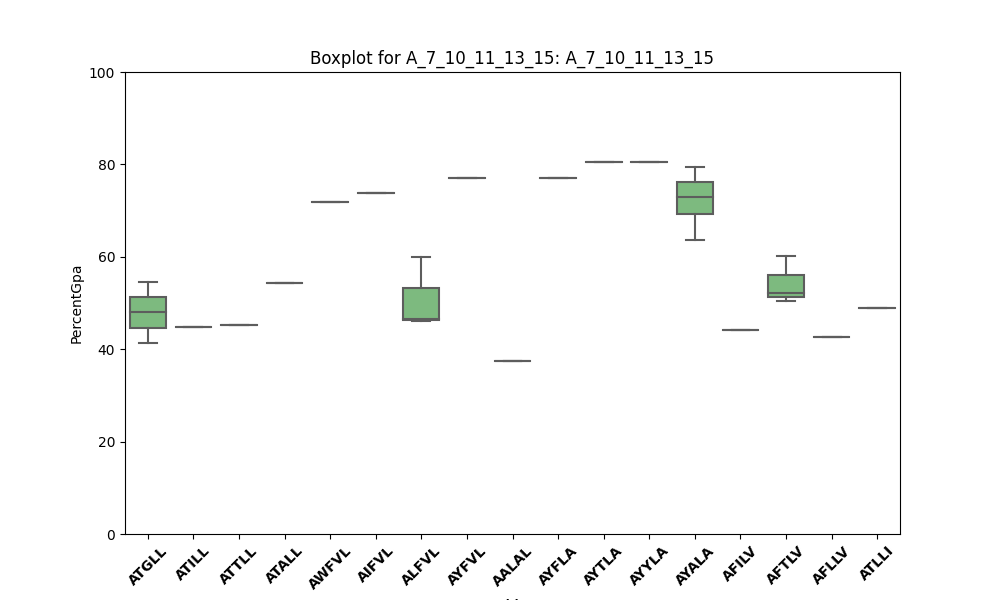 Boxplot for A_7_10_11_13_15: A_7_10_11_13_15
PercentGpa
100
80
60
40
20
0
ATGLL
ATILL
ATTLL
ATALL
AWFVL
AIFVL
ALFVL
AYFVL
AALAL
AYFLA
AYTLA
AYYLA
AYALA
AFILV
AFTLV
AFLLV
ATLLI